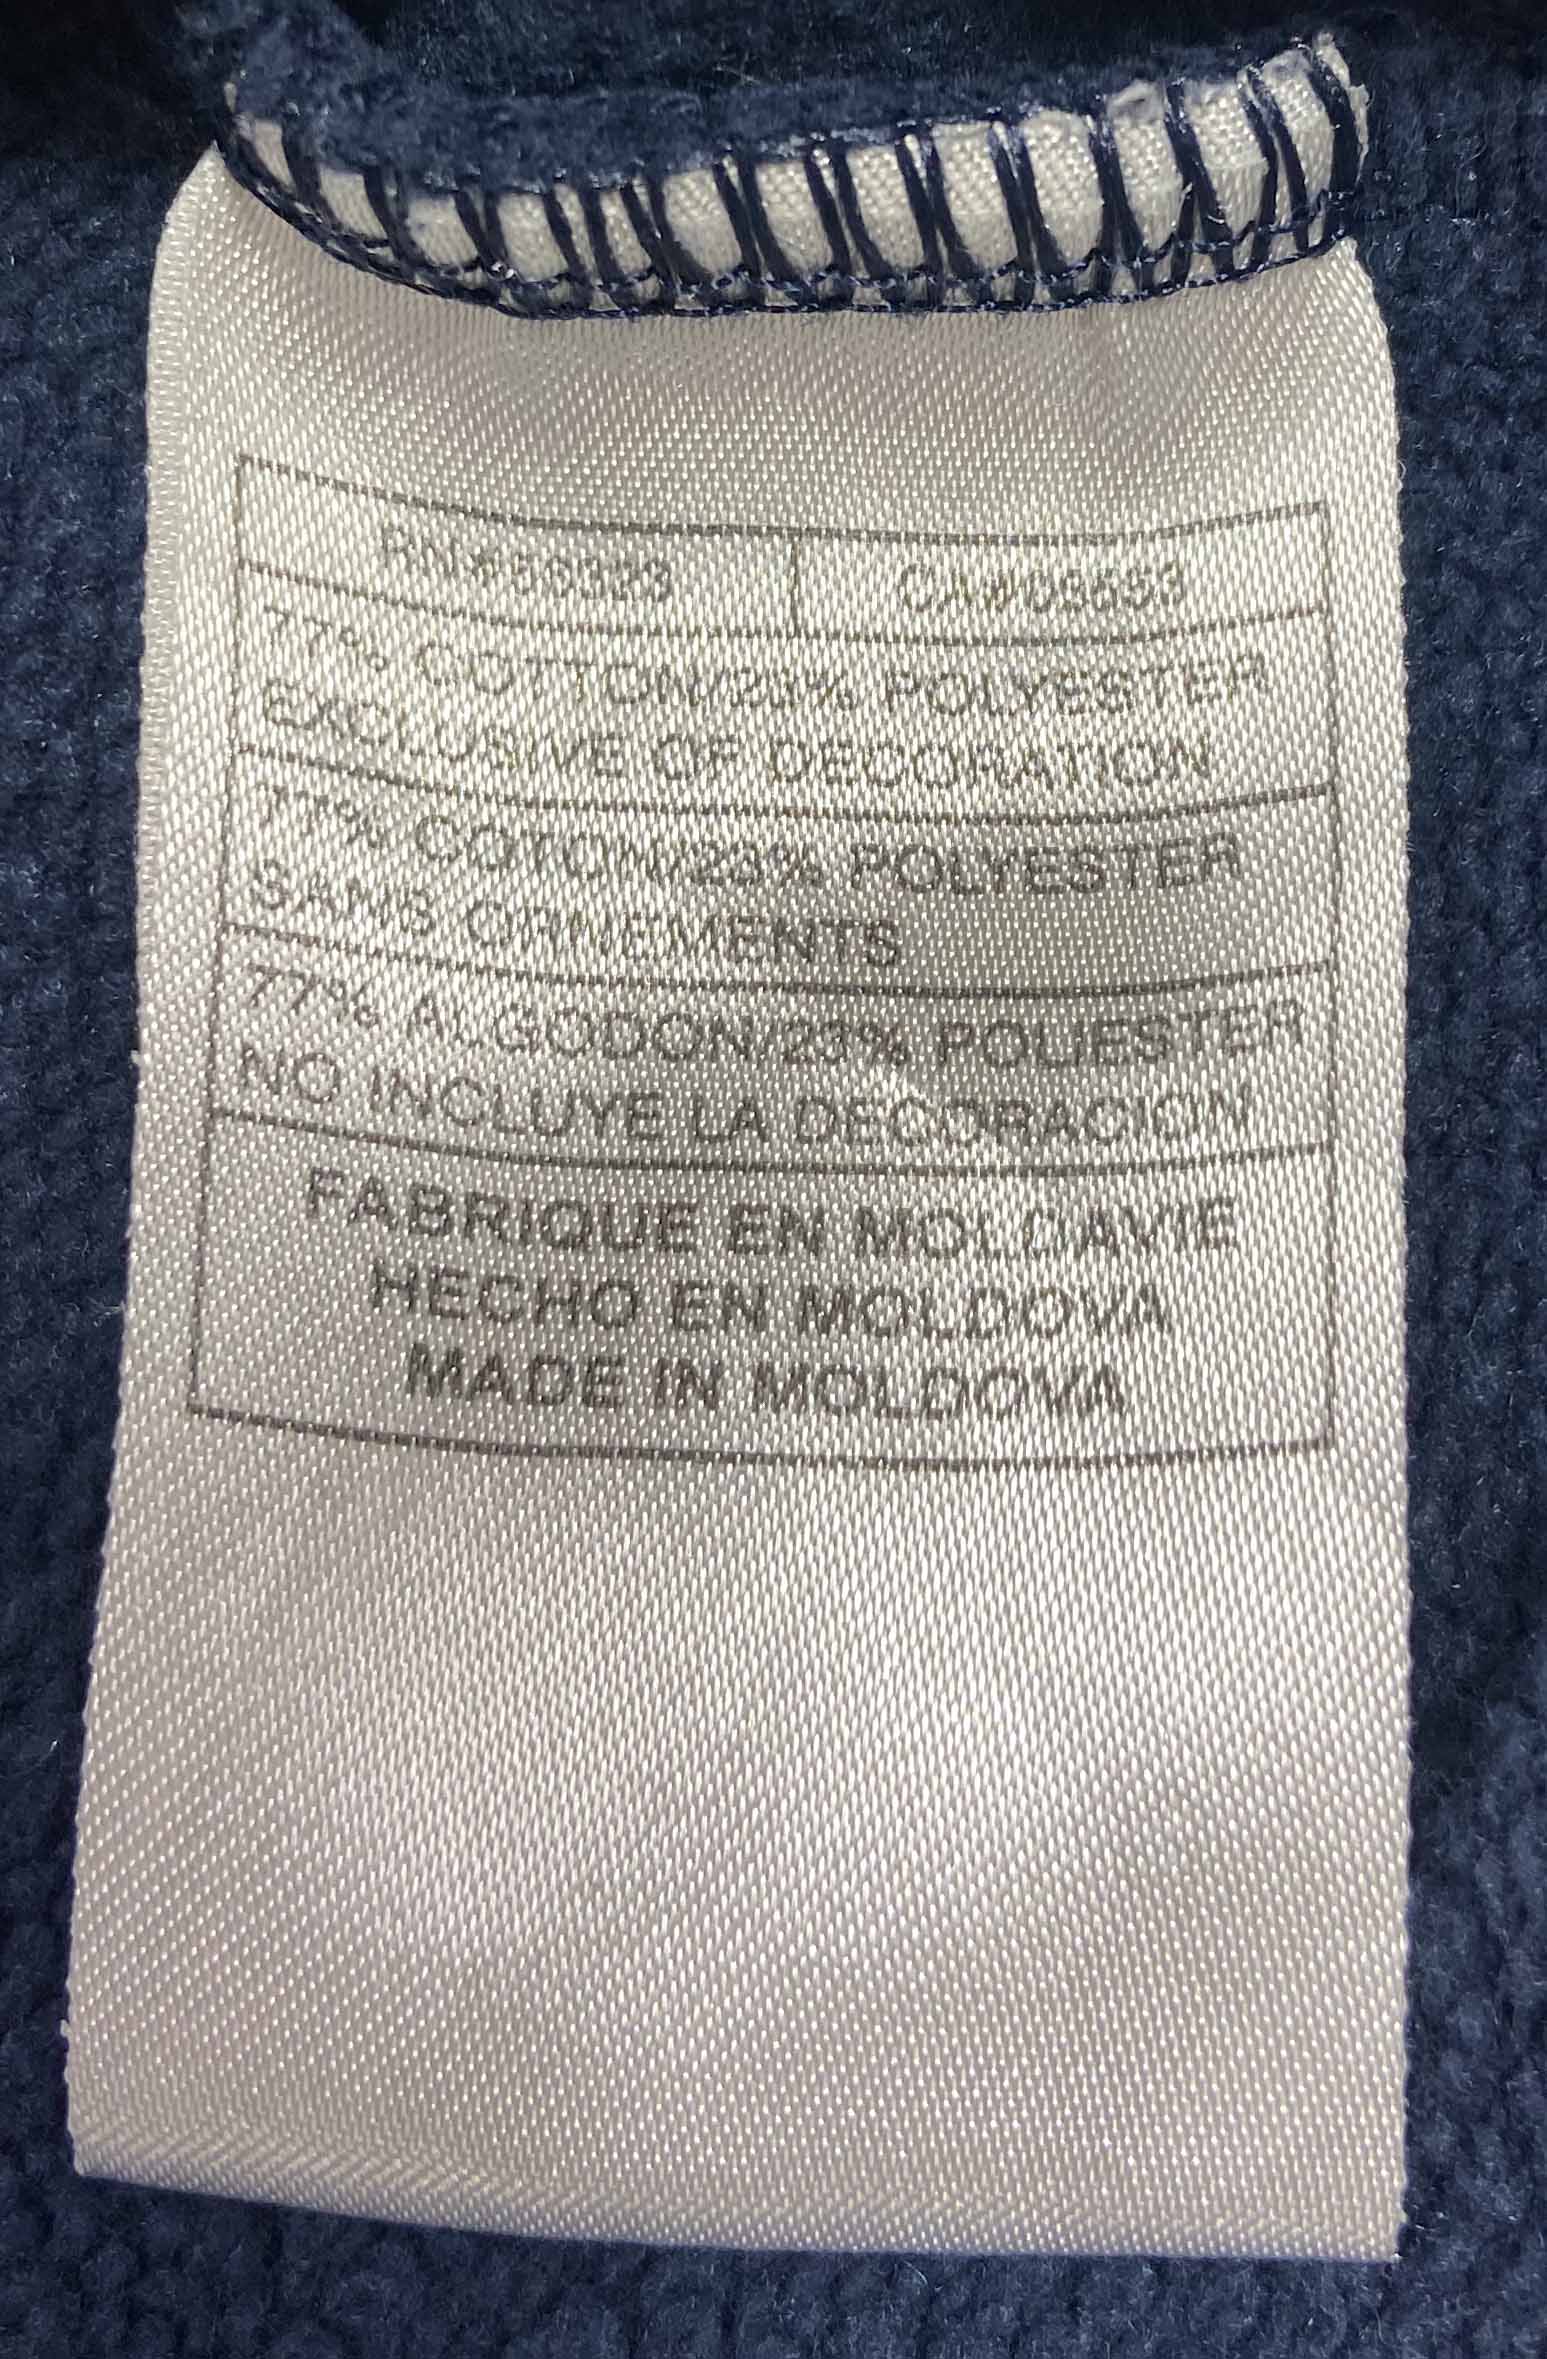 RN#56323 CA#05553
77% COTTON/23% POLYESTER
EXCLUSIVE OF DECORATION
77% COTON/23% POLYESTER
SANS ORNEMENTS
77% ALGODON/23% POLIESTER
NO INCLUYE LA DECORACION
FABRIQUE EN MOLDAVIE
HECHO EN MOLDOVA
MADE IN MOLDOVA